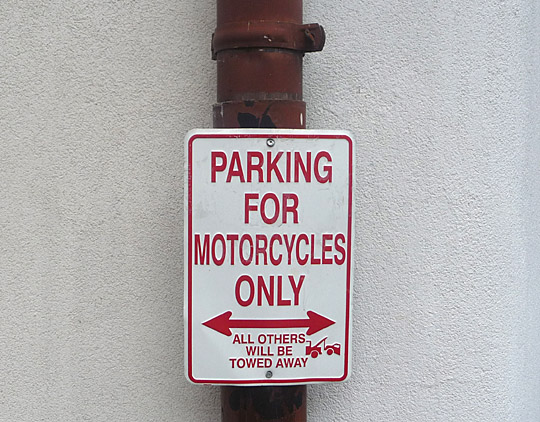 PARKING
FOR
MOTORCYCLES
ONLY
ALL OTHERS
WILL BE
TOWED AWAY